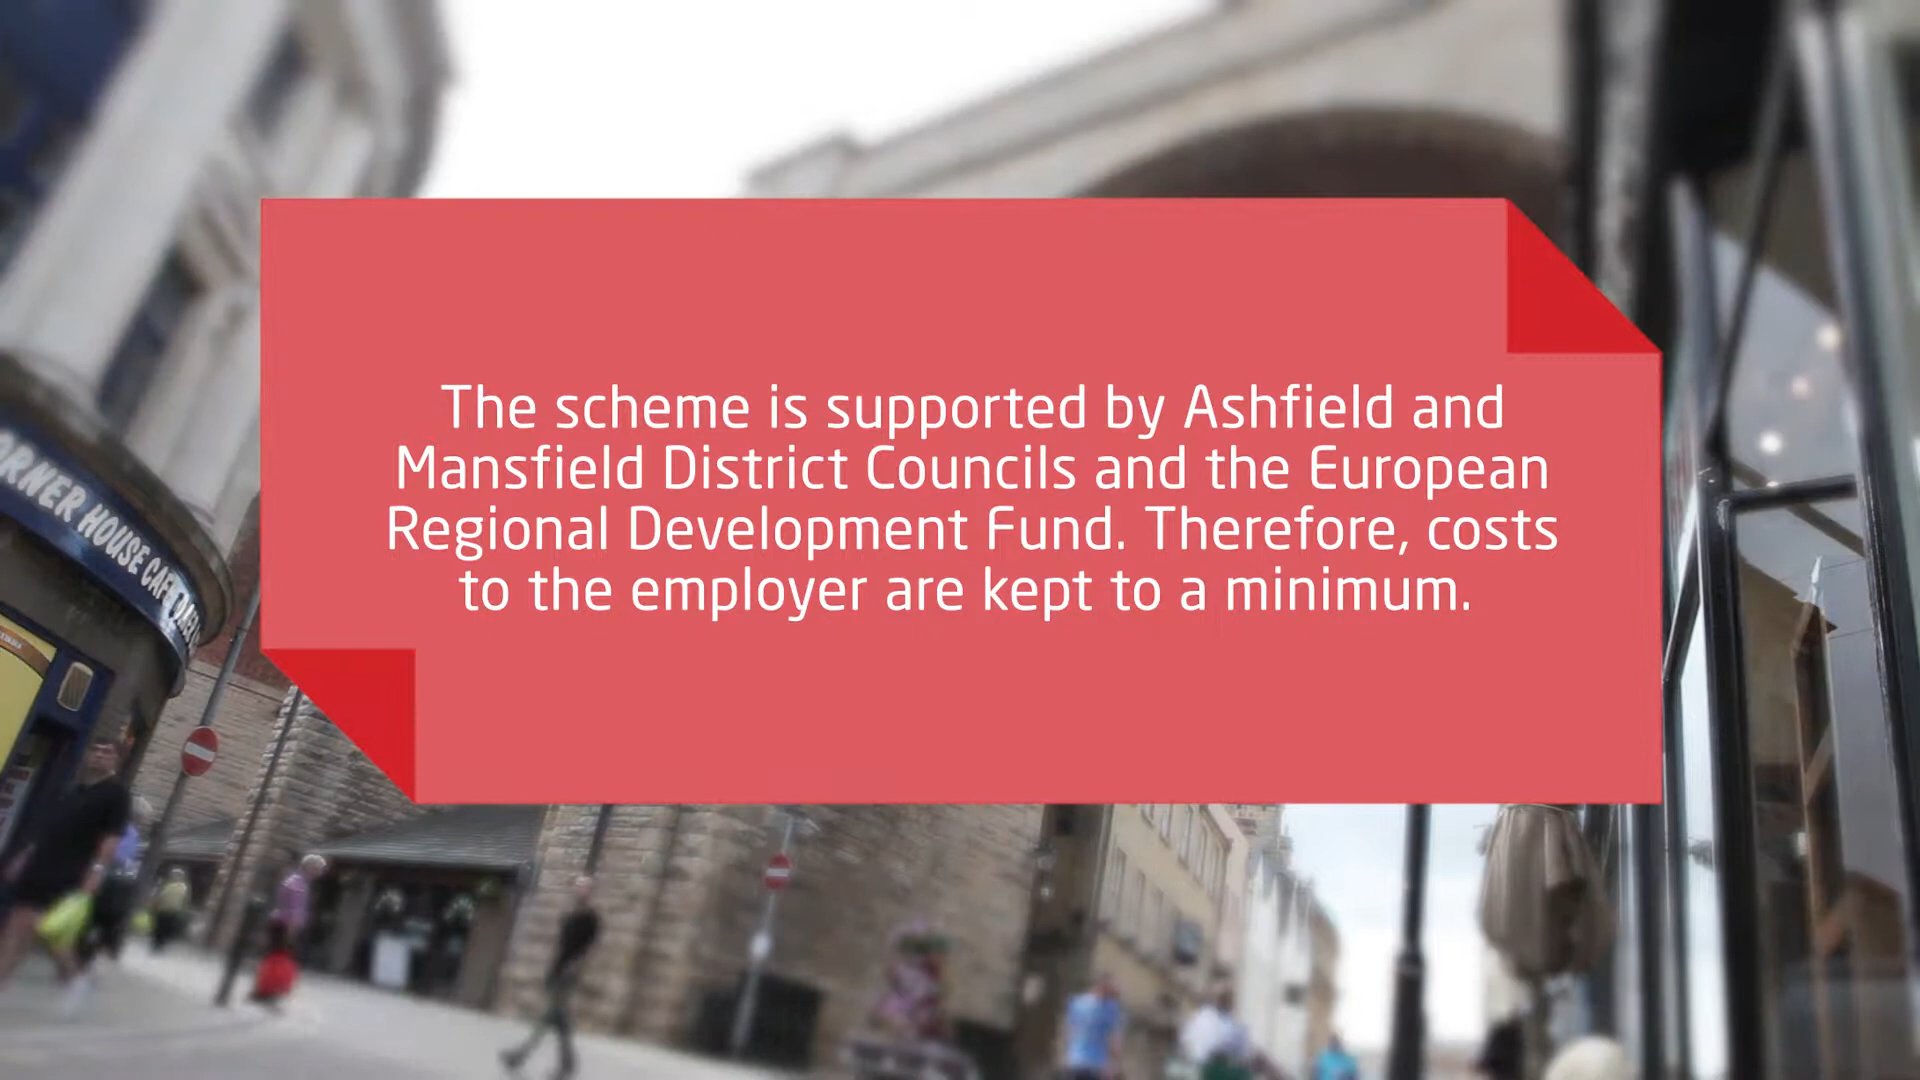 The scheme is supported by Ashfield and
Mansfield District Councils and the European
Regional Development Fund. Therefore, costs
to the employer are kept to a minimum.
ORNER HOUSE CAFE